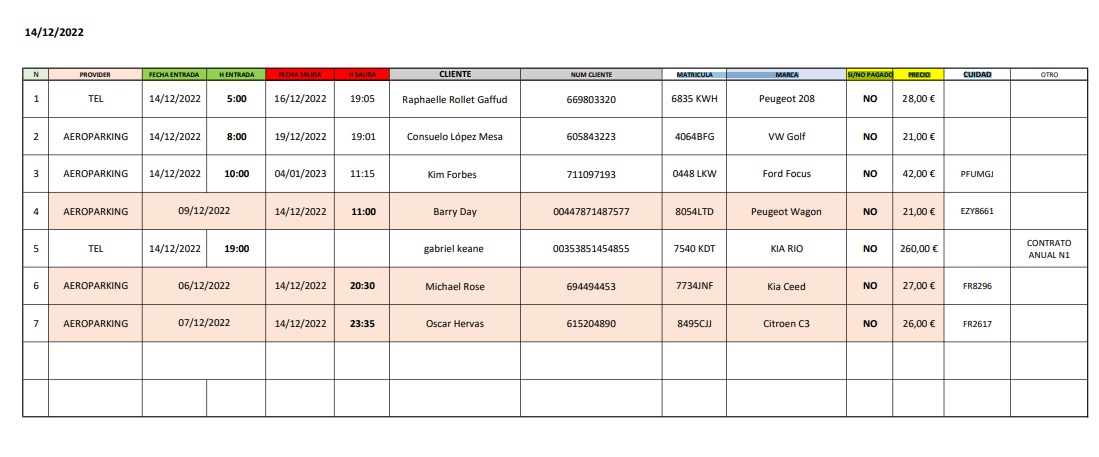 14/12/2022
N PROVIDER FECHA ENTRADA H ENTRADA FECHA SALIDA H SALIDA CLIENTE NUM CLIENTE MATRICULA MARCA SI/NO PAGADO PRECIO CUIDAD OTRO
1 TEL 14/12/2022 5:00 16/12/2022 19:05 Raphaelle Rollet Gaffud 669803320 6835 KWH Peugeot 208 NO 28,00 €
2 AEROPARKING 14/12/2022 8:00 19/12/2022 19:01 Consuelo López Mesa 605843223 4064BFG VW Golf NO 21,00 €
3 AEROPARKING 14/12/2022 10:00 04/01/2023 11:15 Kim Forbes 711097193 0448 LKW Ford Focus NO 42,00 € PFUMGJ
4 AEROPARKING 09/12/2022 14/12/2022 11:00 Barry Day 00447871487577 8054LTD Peugeot Wagon NO 21,00 € EZY8661
5 TEL 14/12/2022 19:00 gabriel keane 00353851454855 7540 KDT KIA RIO NO 260,00 € CONTRATO
ANUAL N1
6 AEROPARKING 06/12/2022 14/12/2022 20:30 Michael Rose 694494453 7734JNF Kia Ceed NO 27,00 € FR8296
7 AEROPARKING 07/12/2022 14/12/2022 23:35 Oscar Hervas 615204890 8495CJJ Citroen C3 NO 26,00 € FR2617